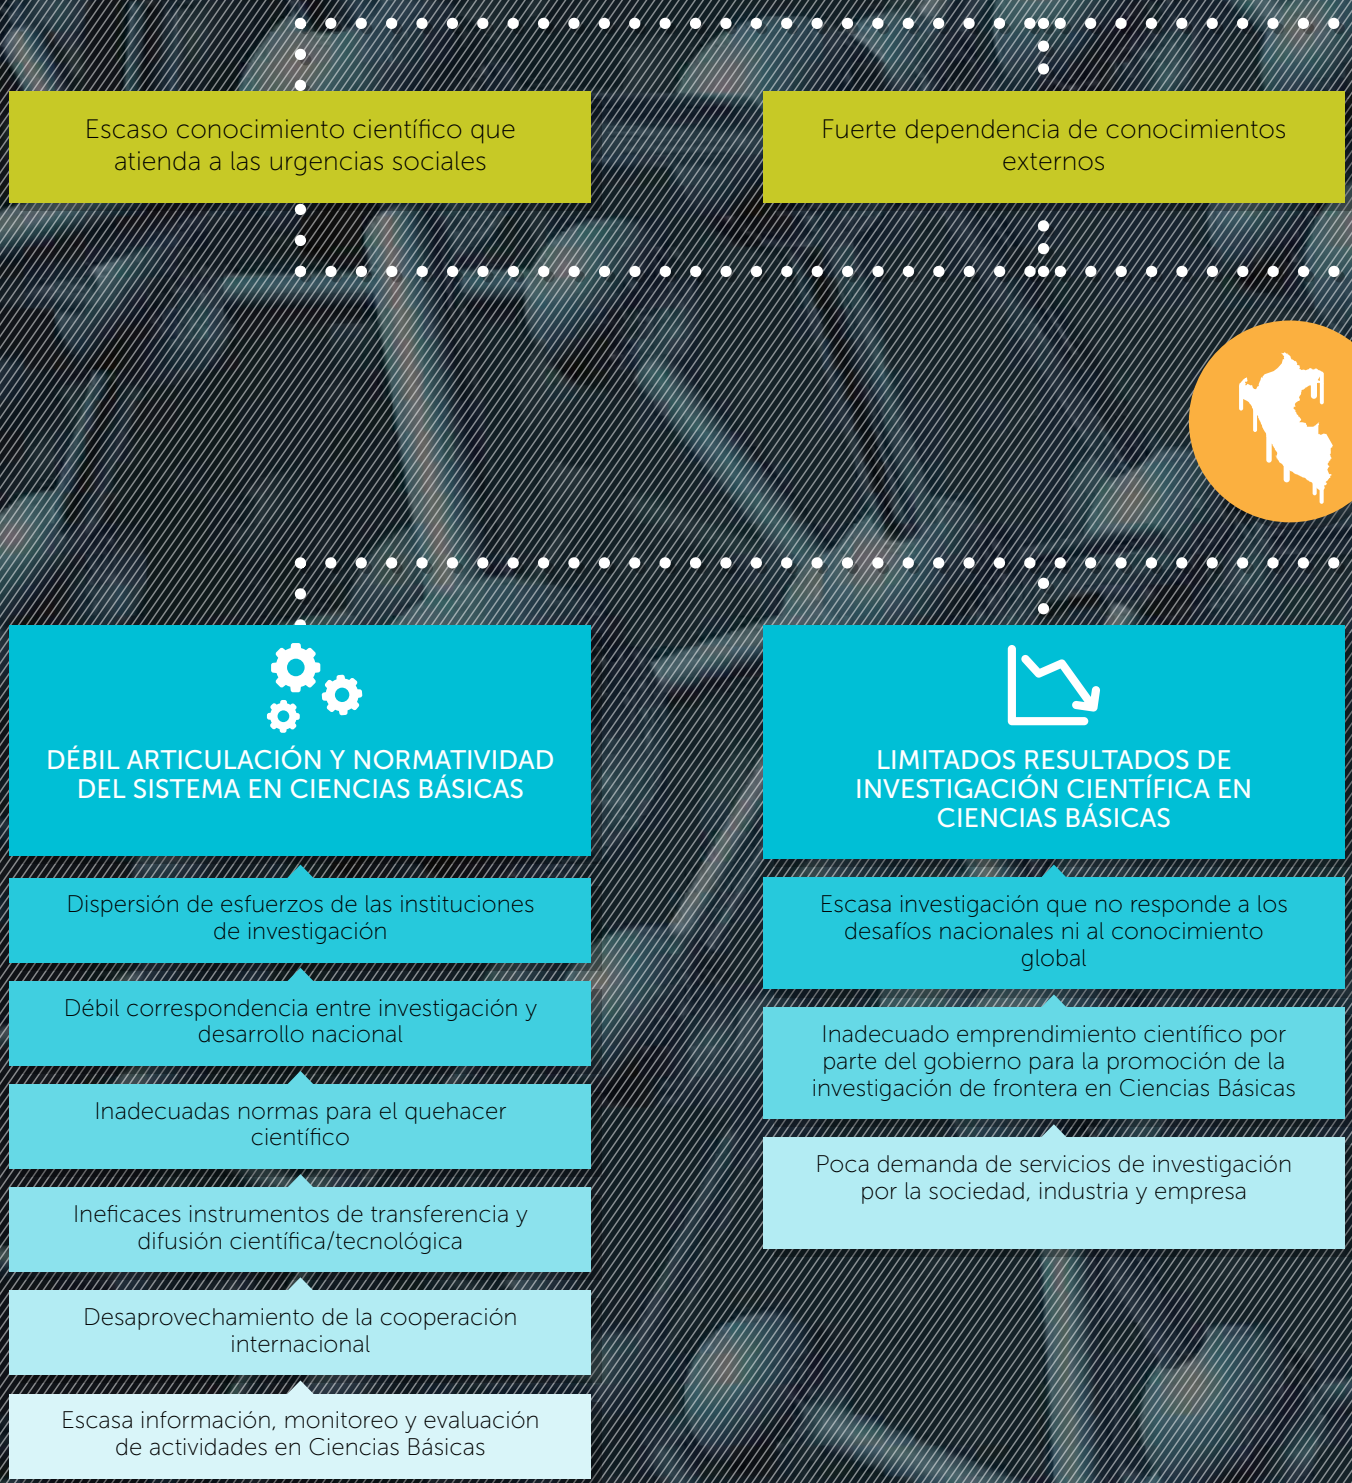 Escaso conocimiento científico que
atienda a las urgencias sociales
Fuerte dependencia de conocimientos
externos
DÉBIL ARTICULACIÓN Y NORMATIVIDAD
DEL SISTEMA EN CIENCIAS BÁSICAS
Dispersión de esfuerzos de las instituciones
de investigación
Débil correspondencia entre investigación y
desarrollo nacional
Inadecuadas normas para el quehacer
científico
Ineficaces instrumentos de transferencia y
difusión científica/tecnológica
Desaprovechamiento de la cooperación
internacional
Escasa información, monitoreo y evaluación
de actividades en Ciencias Básicas
LIMITADOS RESULTADOS DE
INVESTIGACIÓN CIENTÍFICA EN
CIENCIAS BÁSICAS
Escasa investigación que no responde a los
desafíos nacionales ni al conocimiento
global
Inadecuado emprendimiento científico por
parte del gobierno para la promoción de la
investigación de frontera en Ciencias Básicas
Poca demanda de servicios de investigación
por la sociedad, industria y empresa